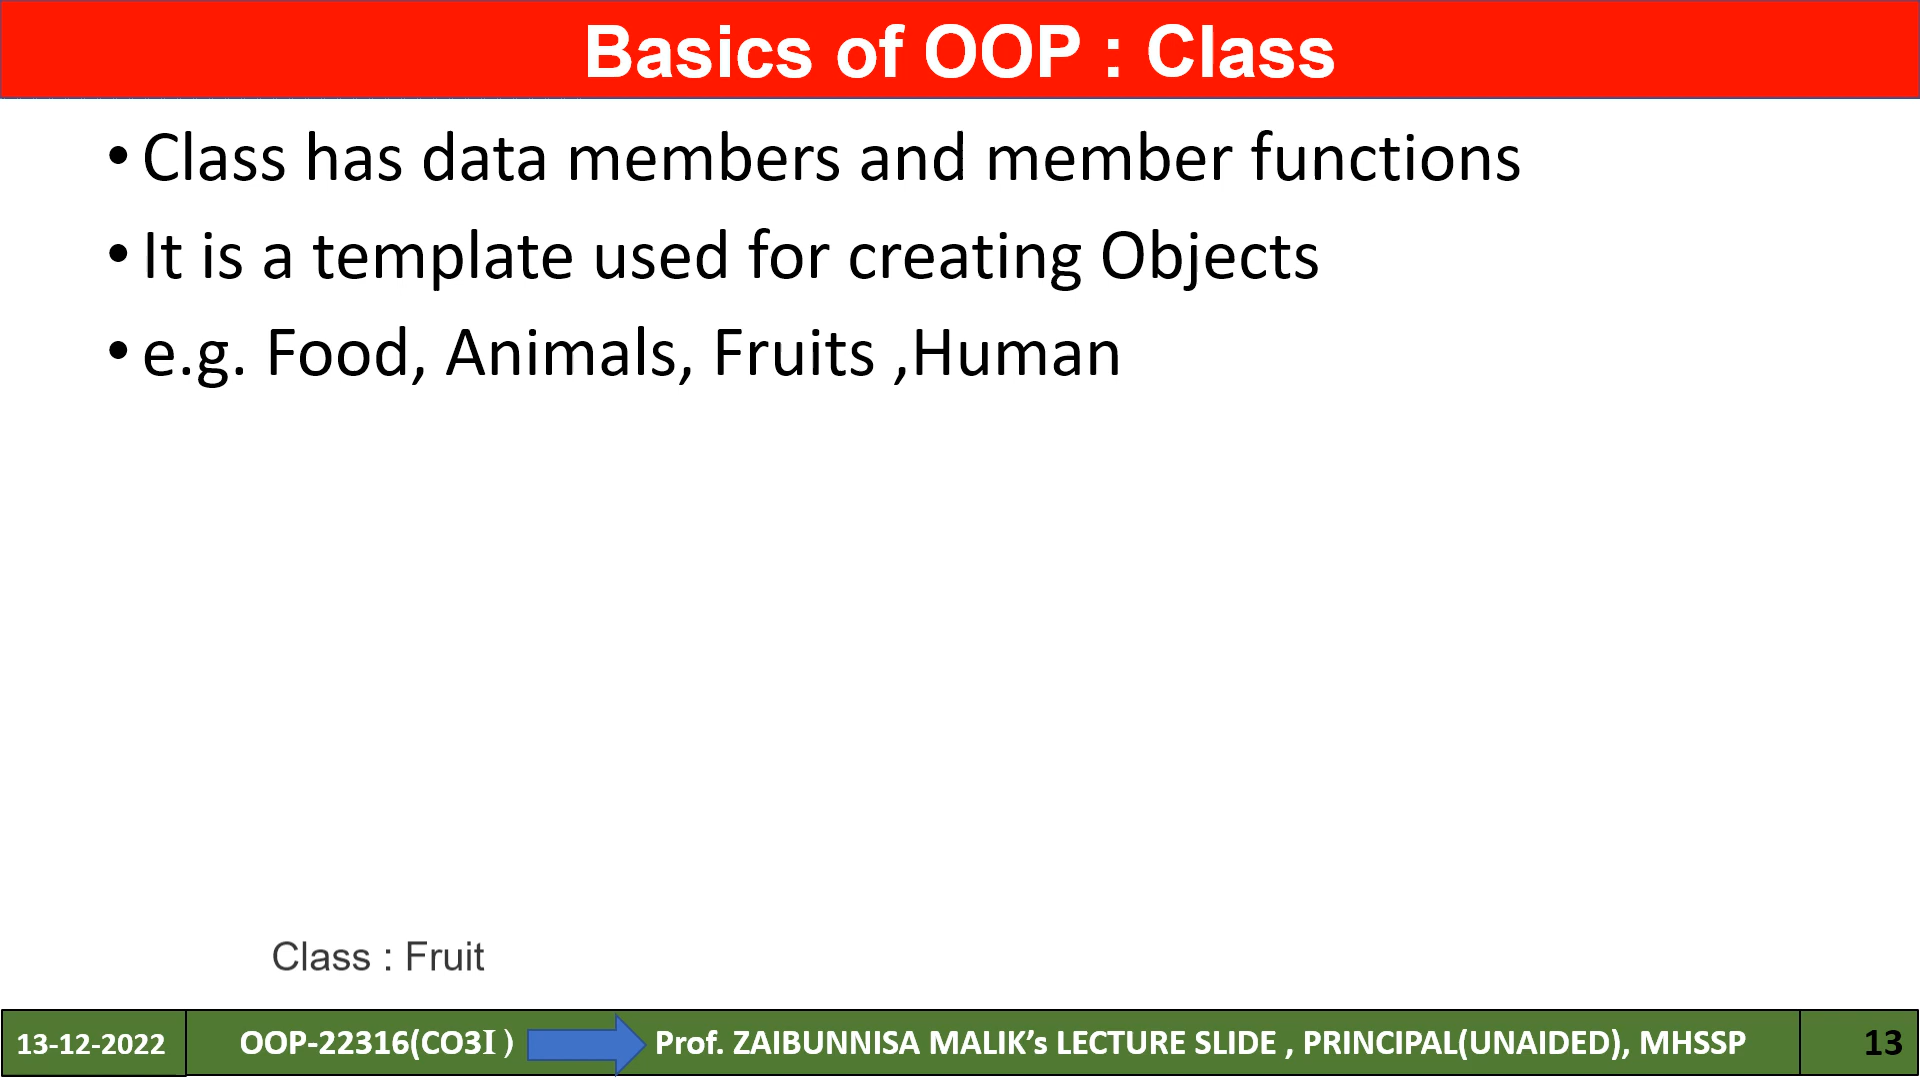 Basics of OOP : Class
• Class has data members and member functions
• It is a template used for creating Objects
• e.g. Food, Animals, Fruits ,Human
Class : Fruit
13-12-2022 OOP-22316(CO3I ) Prof. ZAIBUNNISA MALIK’s LECTURE SLIDE , PRINCIPAL(UNAIDED), MHSSP 13